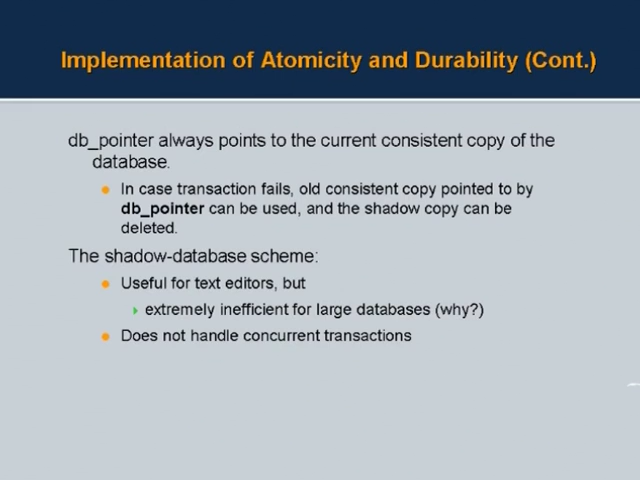 Implementation of Atomicity and Durability (Cont.)
db_pointer always points to the current consistent copy of the
database.
In case transaction fails, old consistent copy pointed to by
db_pointer can be used, and the shadow copy can be
deleted.
The shadow-database scheme:
Useful for text editors, but
extremely inefficient for large databases (why?)
Does not handle concurrent transactions